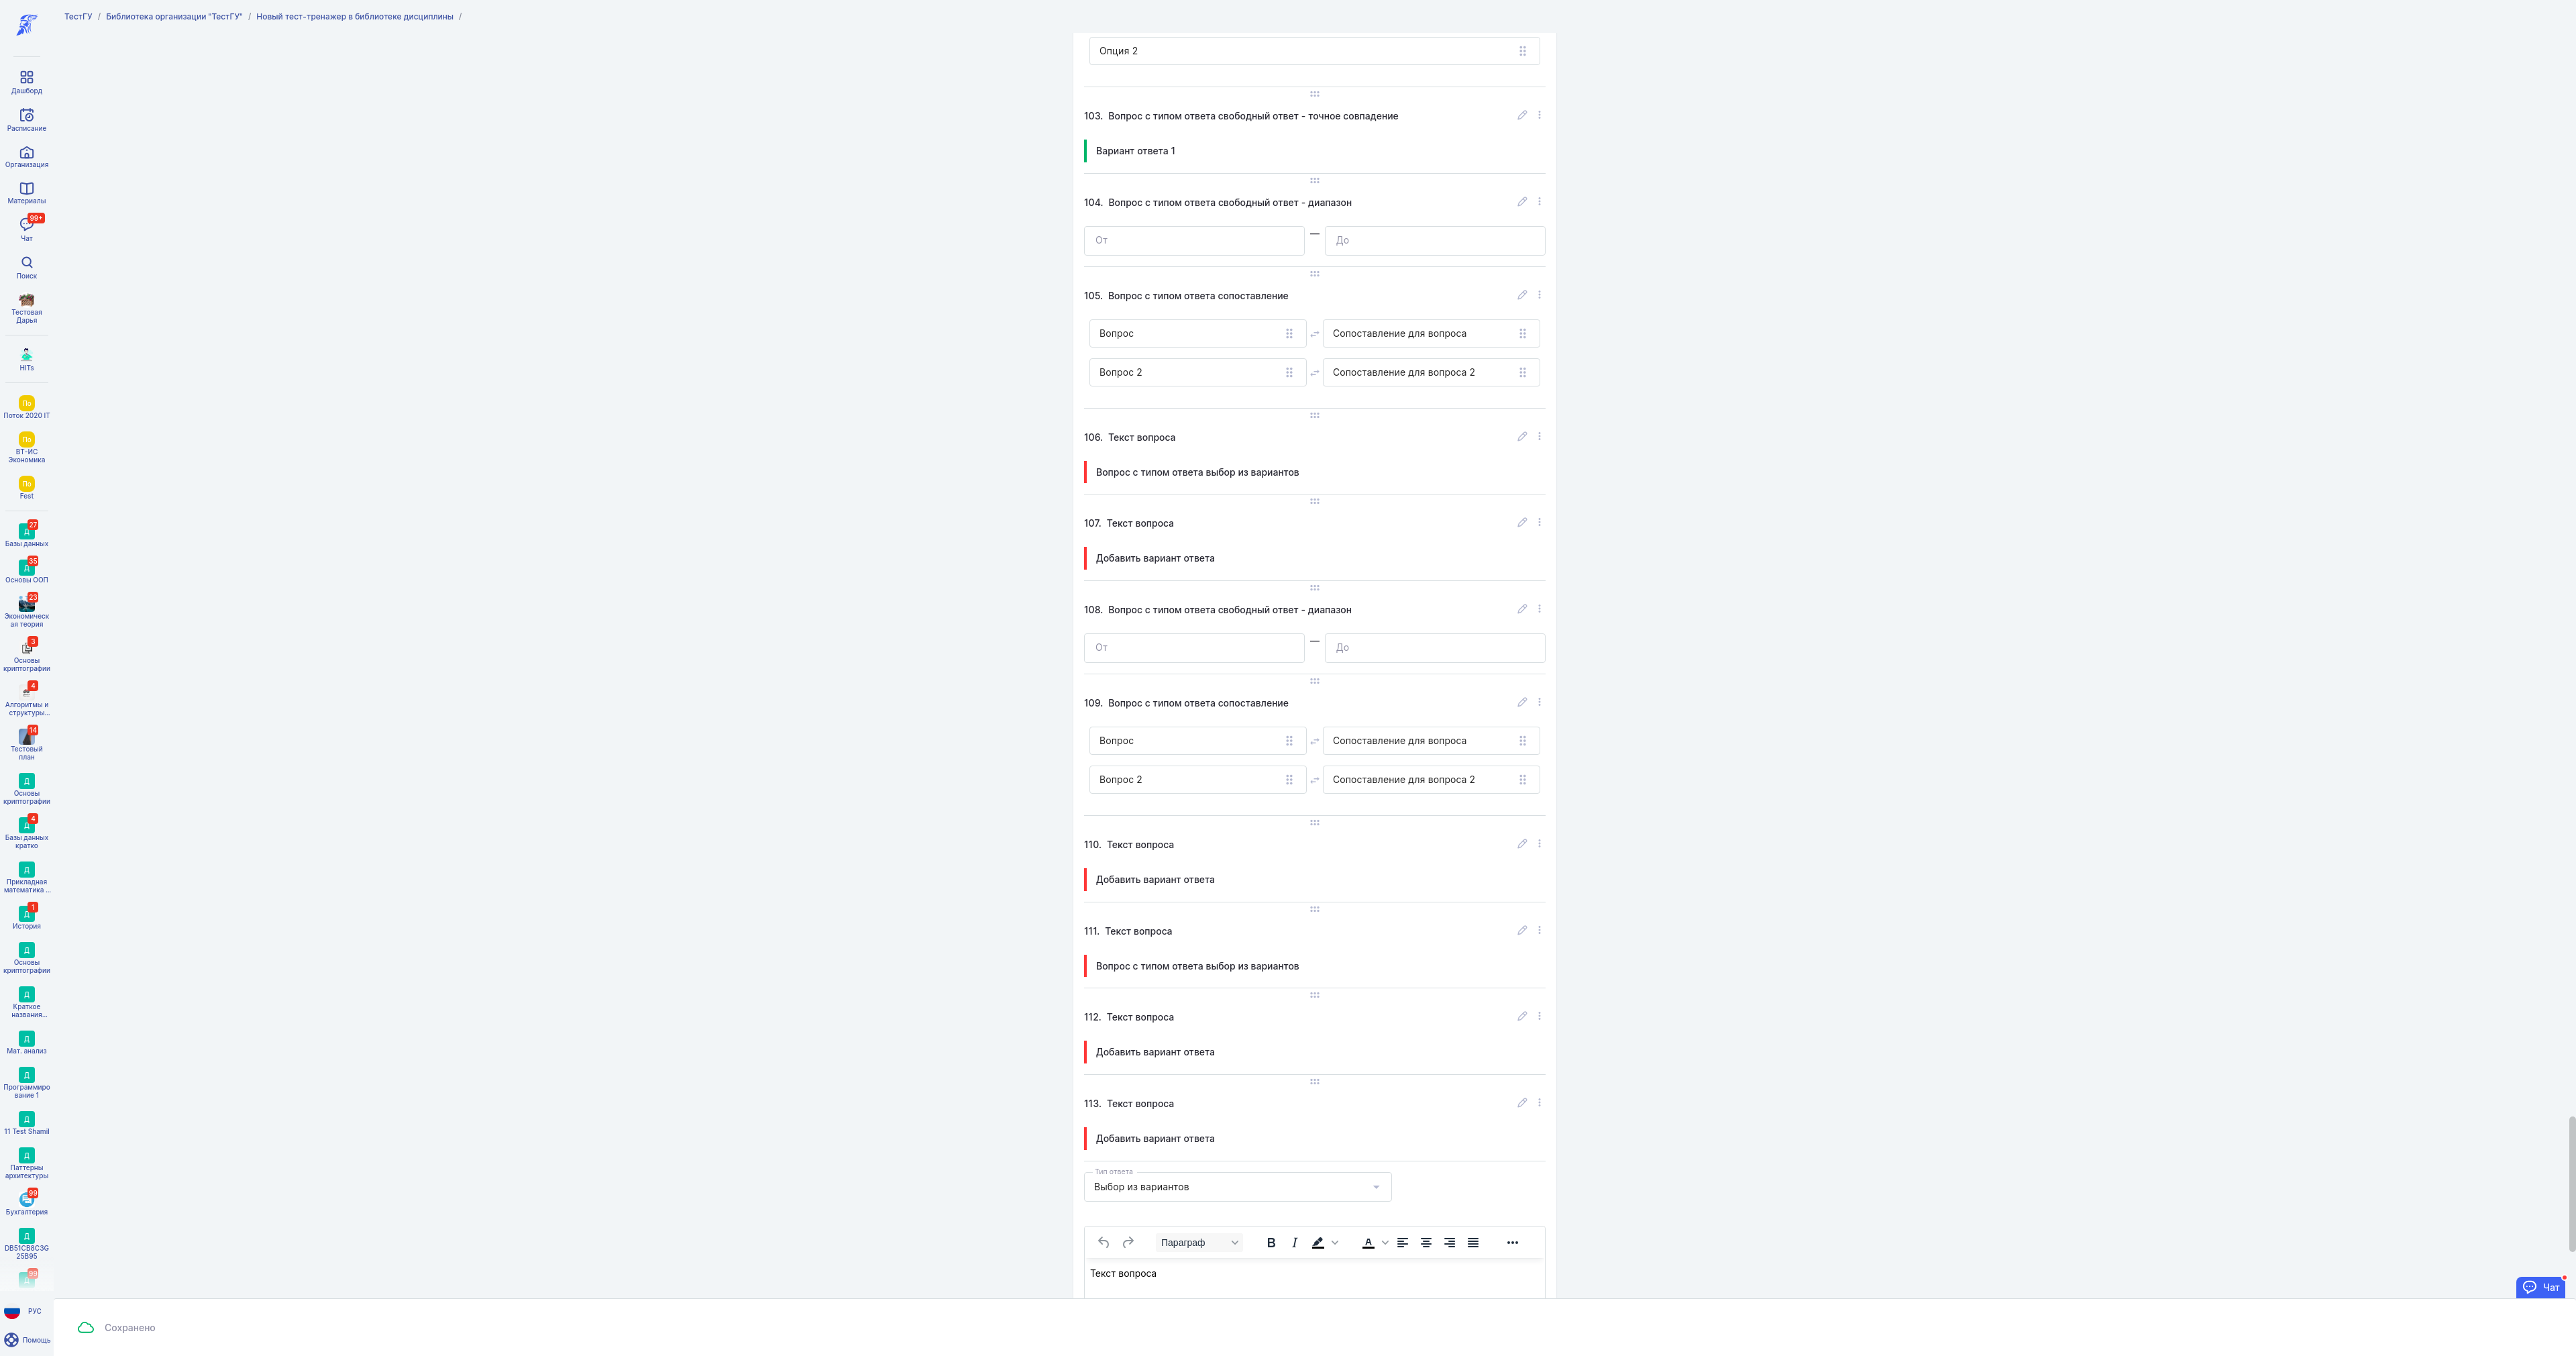 ТестГУ / Библиотека организации "ТестГУ" / Новый тест-тренажер в библиотеке дисциплины /
Дашборд
Расписание
Организация
Материалы
99+
Чат
Поиск
Тестовая
Дарья
HITs
По
Поток 2020 IT
По
ВТ-ИС
Экономика
По
Fest
27
Д
Базы данных
35
Д
Основы ООП
23
Экономическ
ая теория
3
Основы
криптографии
4
Алгоритмы и
структуры...
14
Тестовый
план
Д
Основы
криптографии
4
Д
Базы данных
кратко
Д
Прикладная
математика ...
1
Д
История
Д
Основы
криптографии
Д
Краткое
названия...
Д
Мат. анализ
Д
Программиро
вание 1
Д
11 Test Shamil
Д
Паттерны
архитектуры
99
Бухгалтерия
Д
DB51CB8C3G
25B95
99
Д
РУС
Помощь
Опция 2
103. Вопрос с типом ответа свободный ответ - точное совпадение
Вариант ответа 1
104. Вопрос с типом ответа свободный ответ - диапазон
От — До
105. Вопрос с типом ответа сопоставление
Вопрос Сопоставление для вопроса
Вопрос 2 Сопоставление для вопроса 2
106. Текст вопроса
Вопрос с типом ответа выбор из вариантов
107. Текст вопроса
Добавить вариант ответа
108. Вопрос с типом ответа свободный ответ - диапазон
От — До
109. Вопрос с типом ответа сопоставление
Вопрос Сопоставление для вопроса
Вопрос 2 Сопоставление для вопроса 2
110. Текст вопроса
Добавить вариант ответа
111. Текст вопроса
Вопрос с типом ответа выбор из вариантов
112. Текст вопроса
Добавить вариант ответа
113. Текст вопроса
Добавить вариант ответа
Тип ответа
Выбор из вариантов
Параграф B I A
Текст вопроса
Чат
Сохранено